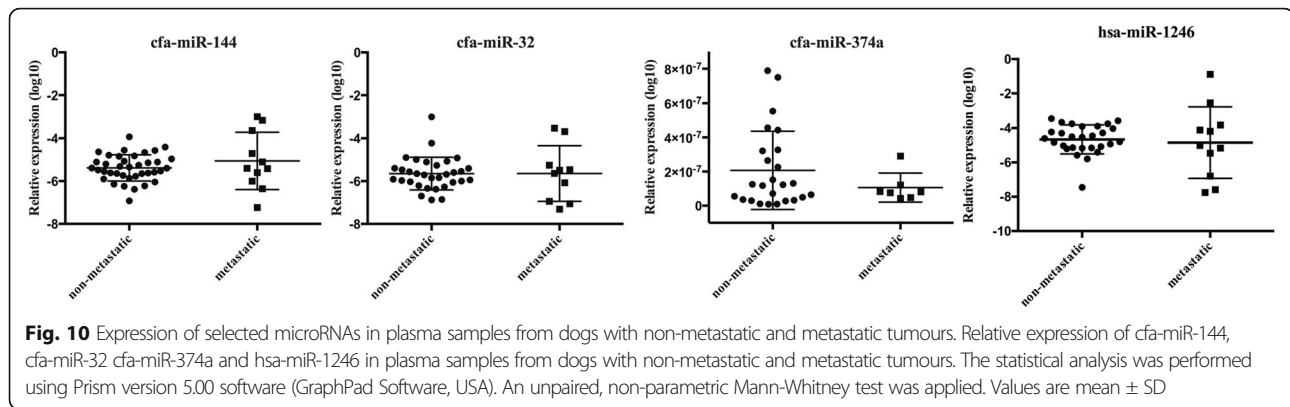 cfa-miR-144
Relative expression (log10)
0
-2
-4
-6
-8
non-metastatic
metastatic
cfa-miR-32
Relative expression (log10)
0
-2
-4
-6
-8
non-metastatic
metastatic
cfa-miR-374a
Relative expression (log10)
8×10-7
6×10-7
4×10-7
2×10-7
0
non-metastatic
metastatic
hsa-miR-1246
Relative expression (log10)
0
-2
-4
-6
-8
-10
non-metastatic
metastatic
Fig. 10 Expression of selected microRNAs in plasma samples from dogs with non-metastatic and metastatic tumours. Relative expression of cfa-miR-144,
cfa-miR-32 cfa-miR-374a and hsa-miR-1246 in plasma samples from dogs with non-metastatic and metastatic tumours. The statistical analysis was performed
using Prism version 5.00 software (GraphPad Software, USA). An unpaired, non-parametric Mann-Whitney test was applied. Values are mean ± SD